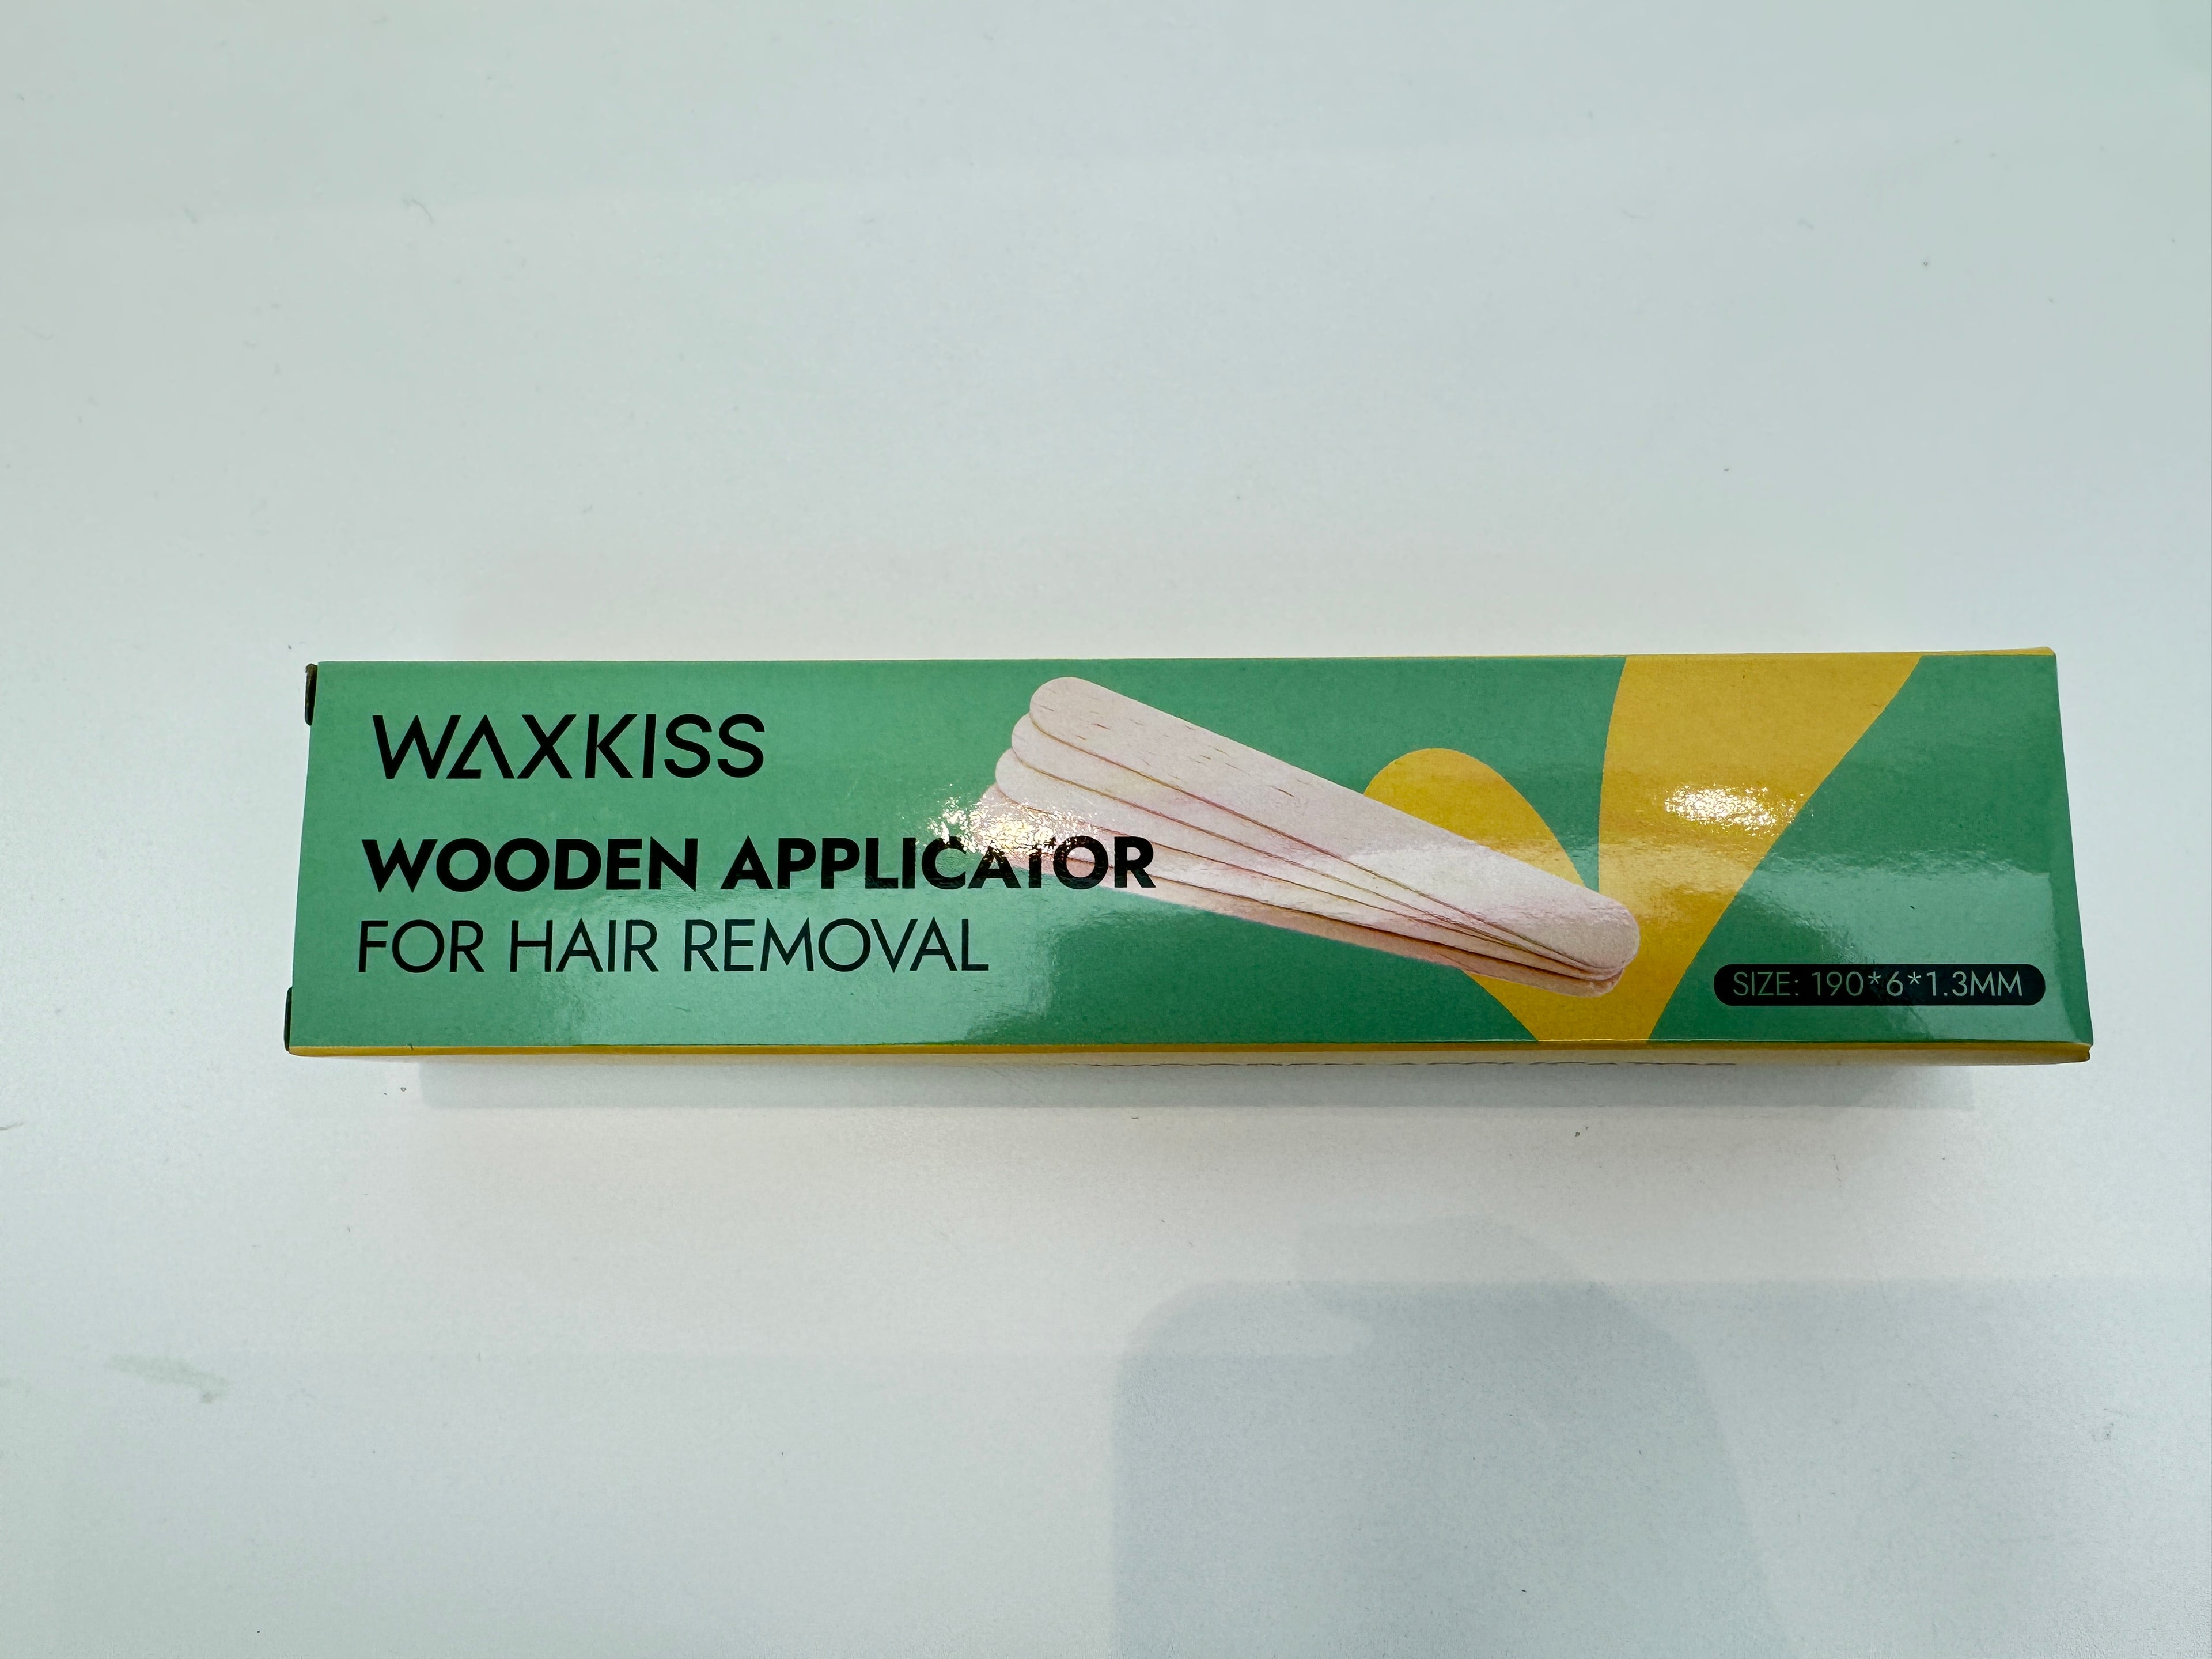 WAXKISS
WOODEN APPLICATOR
FOR HAIR REMOVAL
SIZE: 190*6*1.3MM